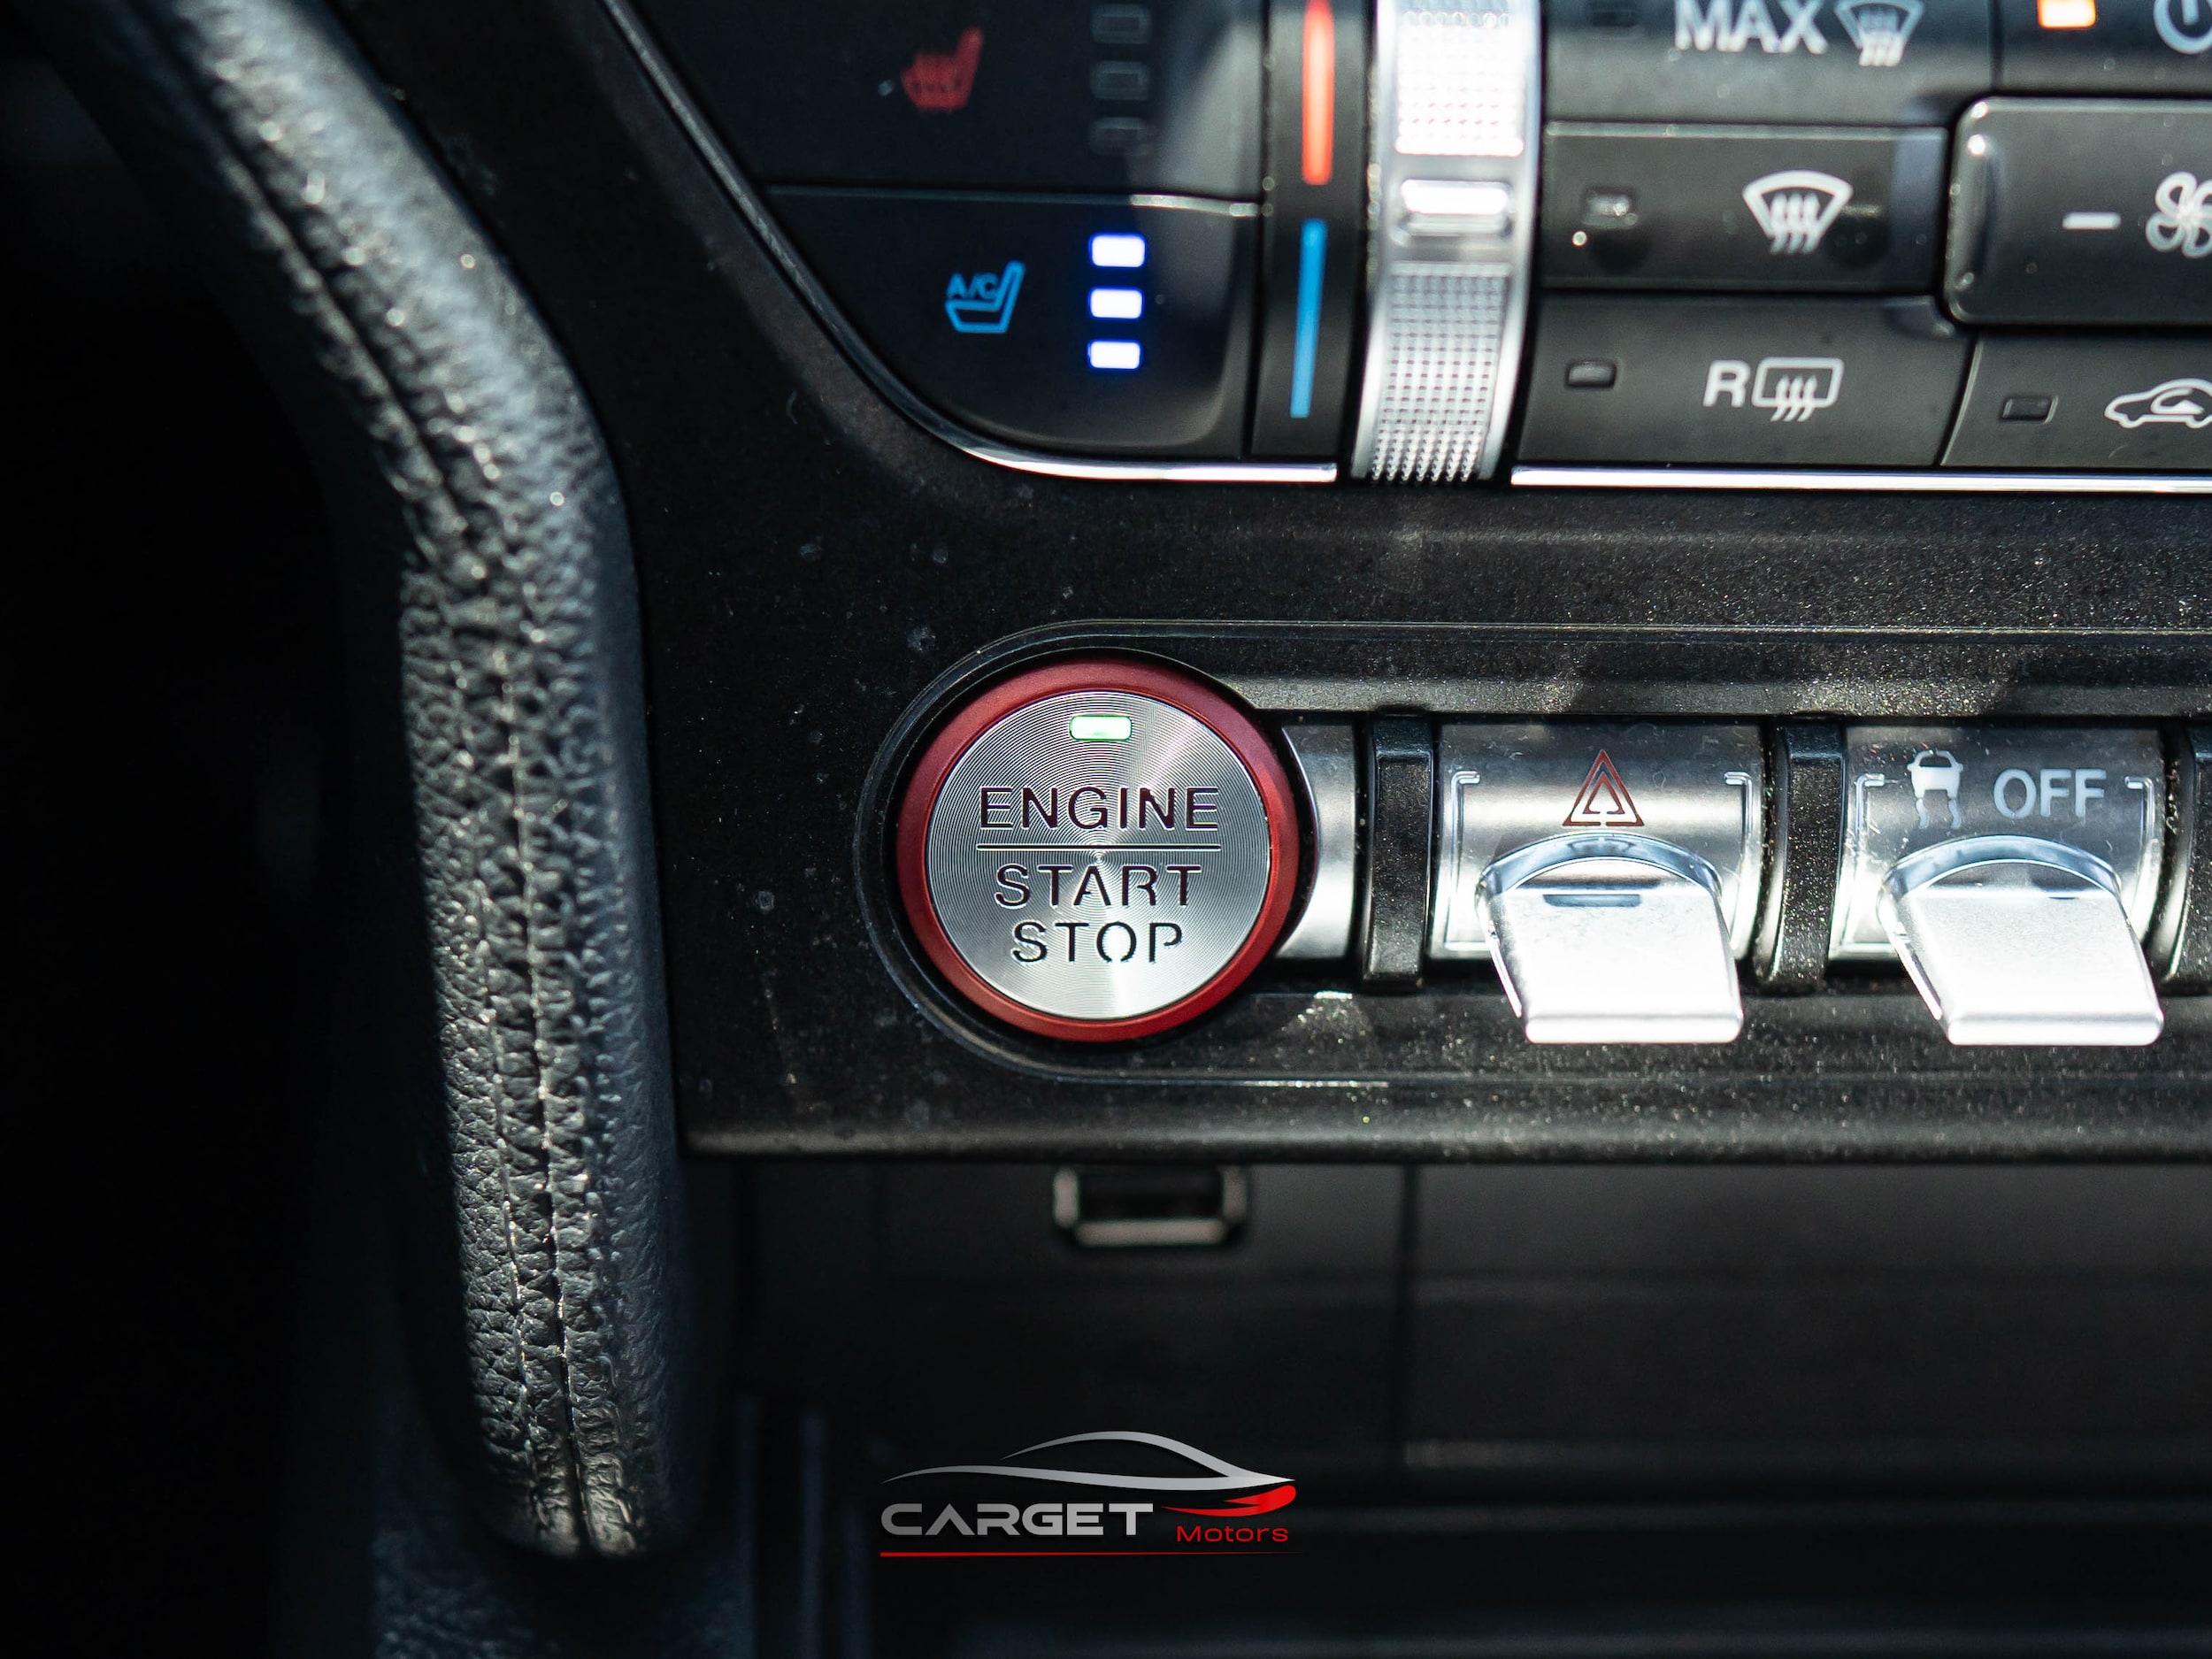 MAX
A/C
R
ENGINE
START
STOP
OFF
CARGET
Motors